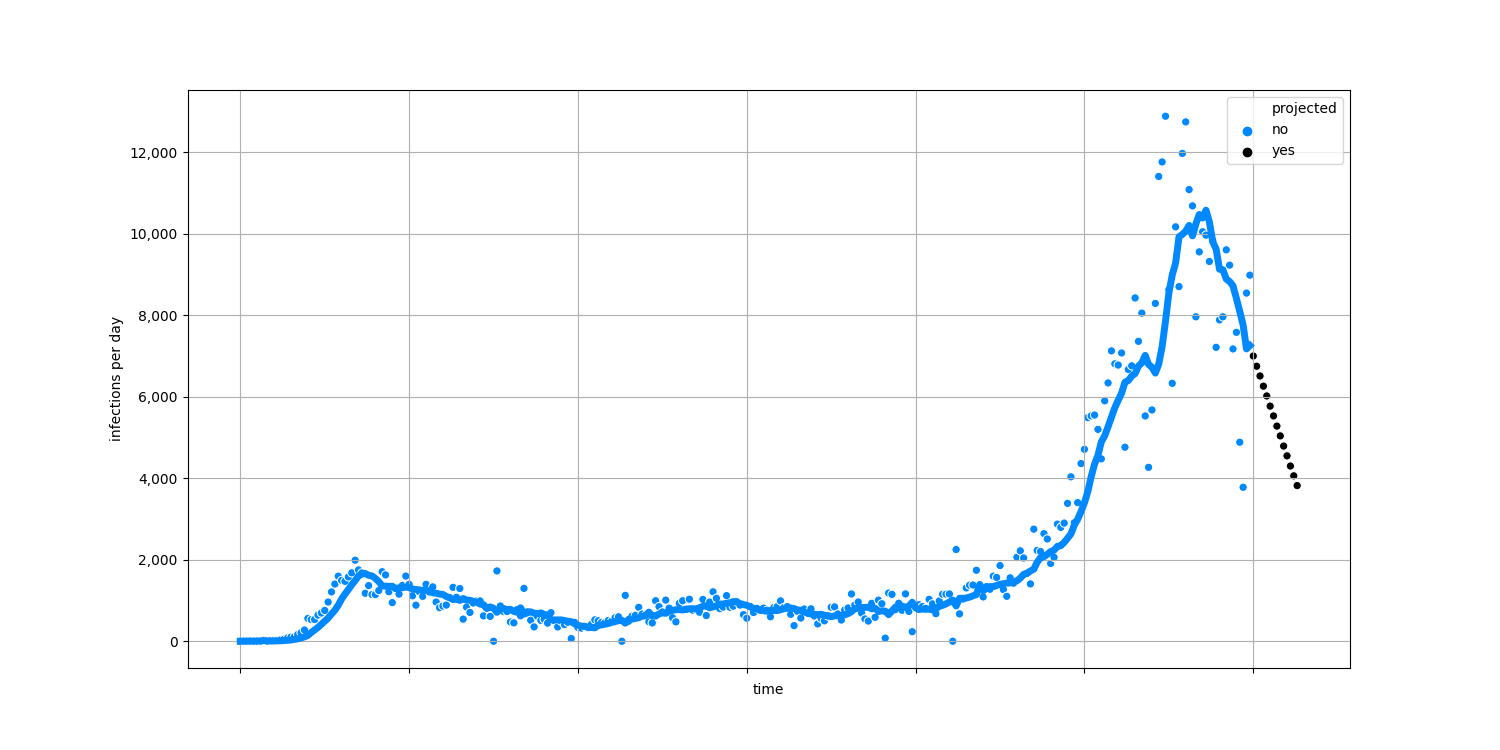 projected
no
yes
12,000
10,000
8,000
6,000
4,000
2,000
0
infections per day
time